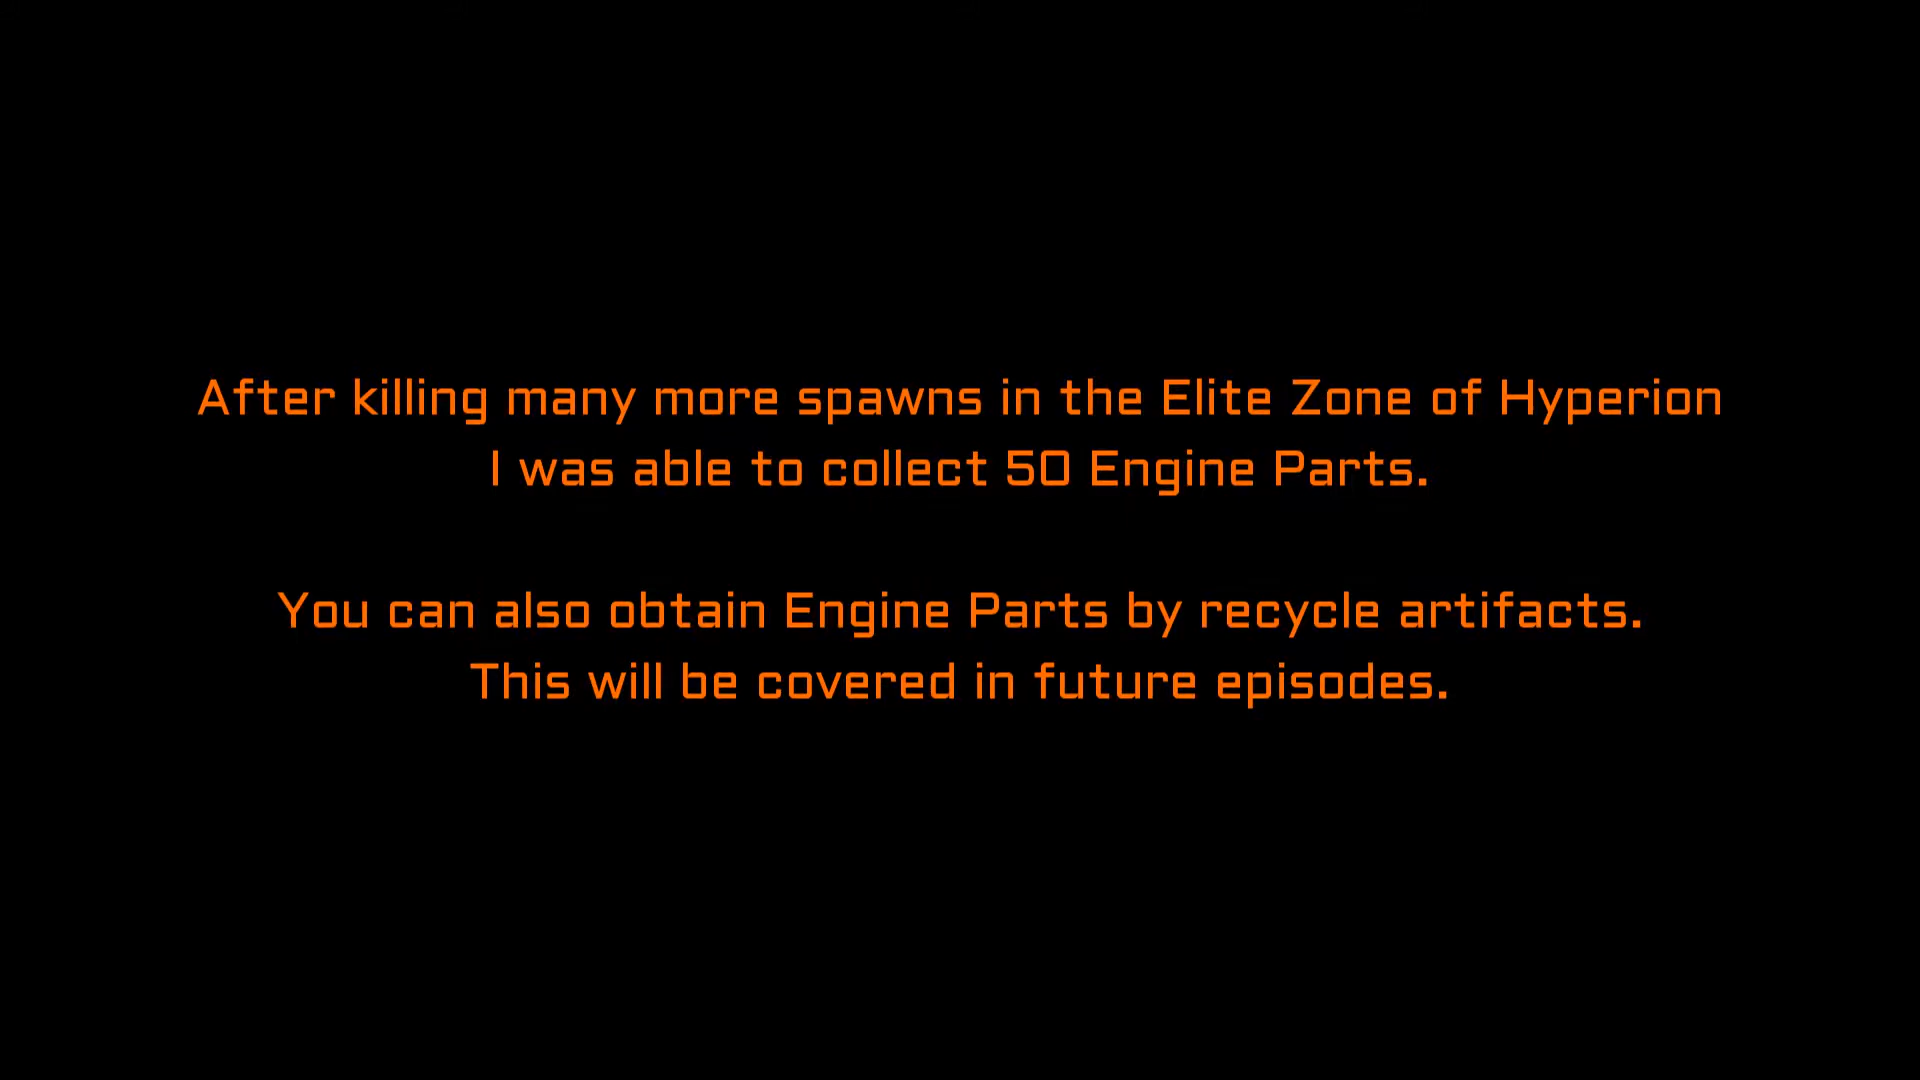 After killing many more spawns in the Elite Zone of Hyperion
I was able to collect 50 Engine Parts.
You can also obtain Engine Parts by recycle artifacts.
This will be covered in future episodes.